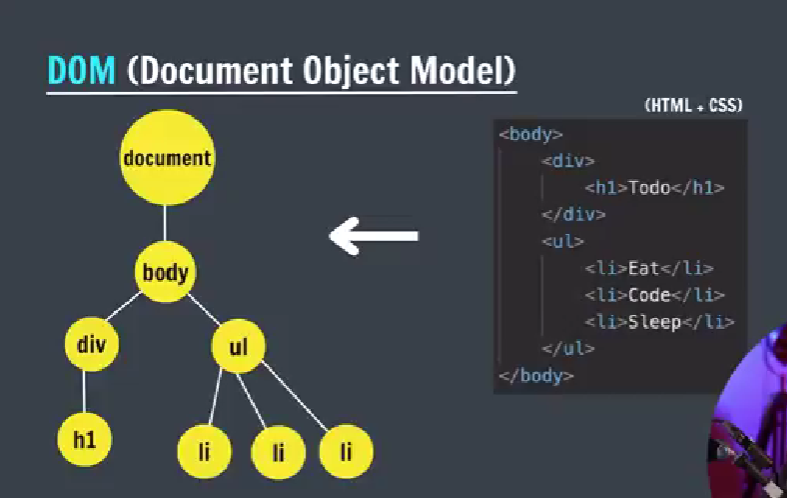 DOM (Document Object Model)
(HTML + CSS)
document
body
div
ul
h1
li
li
li
<body>
<div>
<h1>Todo</h1>
</div>
<ul>
<li>Eat</li>
<li>Code</li>
<li>Sleep</li>
</ul>
</body>